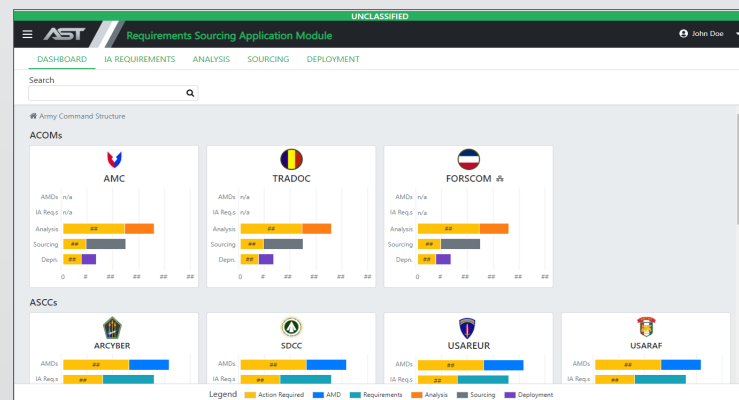 UNCLASSIFIED
AST Requirements Sourcing Application Module John Doe
DASHBOARD IA REQUIREMENTS ANALYSIS SOURCING DEPLOYMENT
Search
Army Command Structure
ACOMs
AMC TRADOC FORSCOM
AMDs n/a AMDs n/a AMDs n/a
IA Req.s n/a IA Req.s n/a IA Req.s n/a
Analysis ## Analysis ## Analysis ##
Sourcing ## Sourcing ## Sourcing ##
Depn. ## Depn. ## Depn. ##
0 # ## ## ## ## 0 # ## ## ## ## 0 # ## ## ## ##
ASCCs
ARCYBER SDCC USAREUR USARAF
AMDs ## AMDs ## AMDs ## AMDs ##
IA Req.s ## IA Req.s ## IA Req.s ## IA Req.s ##
Legend Action Required AMD Requirements Analysis Sourcing Deployment